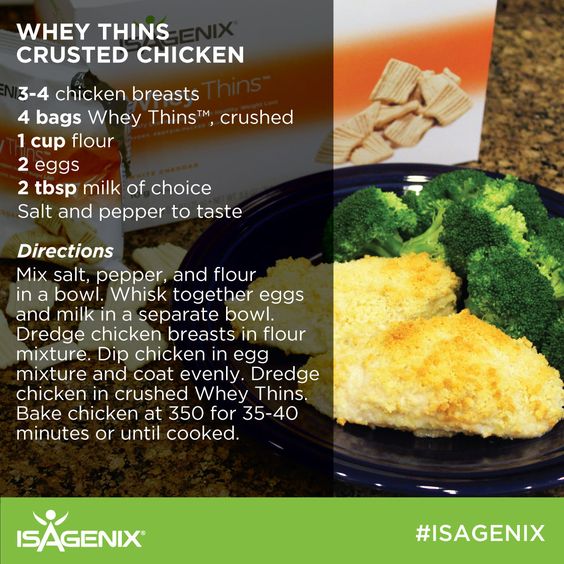 WHEY THINS
CRUSTED CHICKEN
3-4 chicken breasts
4 bags Whey Thins™, crushed
1 cup flour
2 eggs
2 tbsp milk of choice
Salt and pepper to taste
Directions
Mix salt, pepper, and flour
in a bowl. Whisk together eggs
and milk in a separate bowl.
Dredge chicken breasts in flour
mixture. Dip chicken in egg
mixture and coat evenly. Dredge
chicken in crushed Whey Thins.
Bake chicken at 350 for 35-40
minutes or until cooked.
ISAGENIX®
Whey Thins™
ISAGENIX®
#ISAGENIX